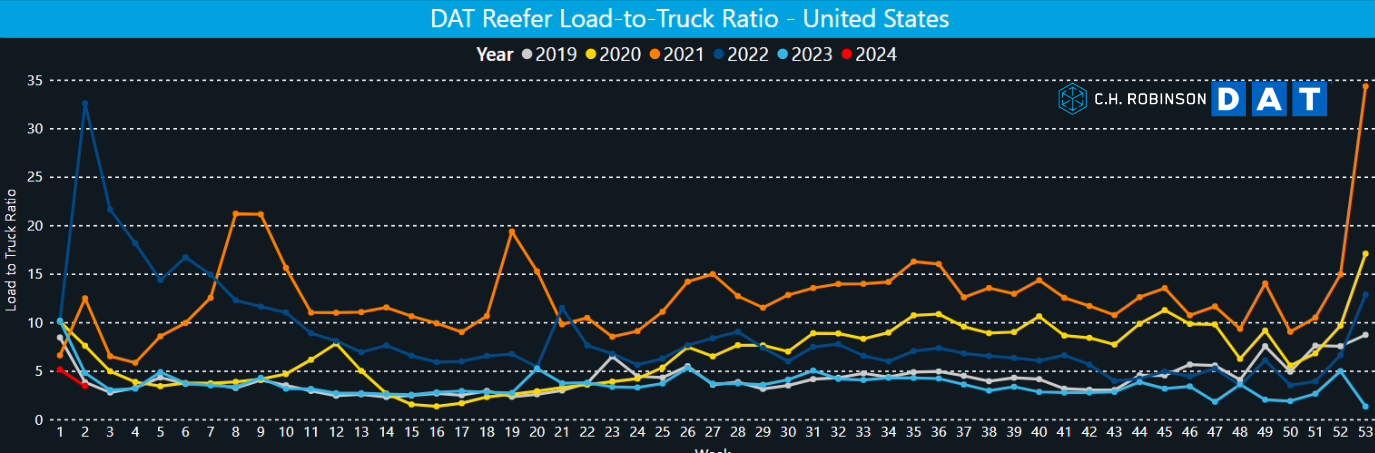 DAT Reefer Load-to-Truck Ratio - United States
Year 2019 2020 2021 2022 2023 2024
C.H. ROBINSON DAT
Load to Truck Ratio
35
30
25
20
15
10
5
0
1 2 3 4 5 6 7 8 9 10 11 12 13 14 15 16 17 18 19 20 21 22 23 24 25 26 27 28 29 30 31 32 33 34 35 36 37 38 39 40 41 42 43 44 45 46 47 48 49 50 51 52 53